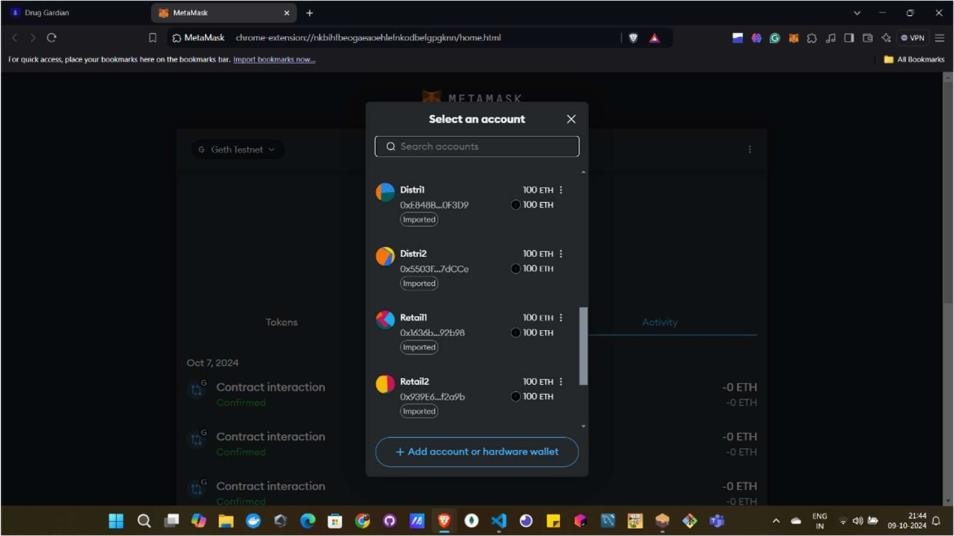 Drug Gardian
MetaMask
MetaMask chrome-extension://nkbihfbeogaeaoehlefnkodbefgpgknn/home.html
VPN
For quick access, place your bookmarks here on the bookmarks bar. Import bookmarks now...
All Bookmarks
METAMASK
G Geth Testnet
Select an account
Search accounts
Distri1 100 ETH
0xE848B...0F3D9 100 ETH
Imported
Distri2 100 ETH
0x5503F...7dCCe 100 ETH
Imported
Retail1 100 ETH
0x1636b...92b98 100 ETH
Imported
Retail2 100 ETH
0x939E6...f2a9b 100 ETH
Imported
+ Add account or hardware wallet
Tokens
Activity
Oct 7, 2024
G Contract interaction -0 ETH
Confirmed -0 ETH
G Contract interaction -0 ETH
Confirmed -0 ETH
G Contract interaction -0 ETH
Confirmed -0 ETH
ENG
IN
21:44
09-10-2024